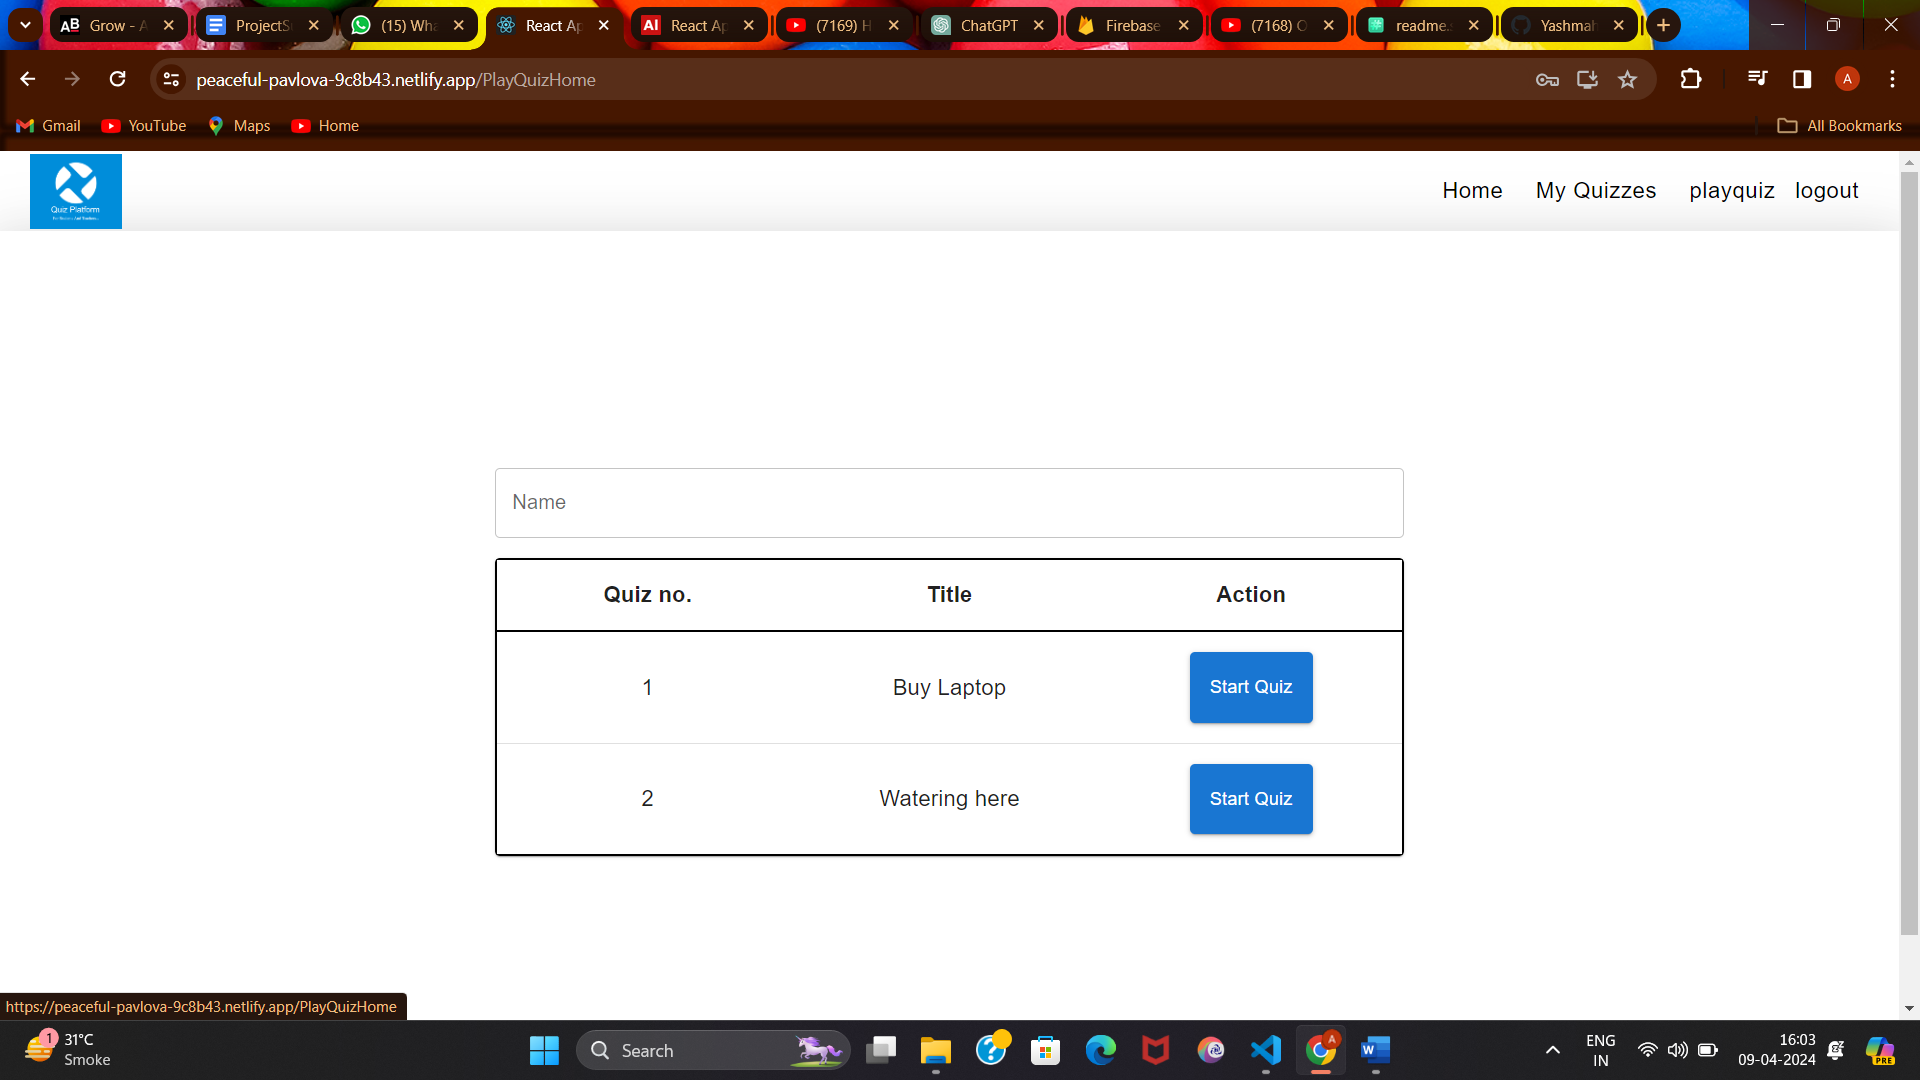 Grow - A
ProjectS
(15) Wha
React Ap
React Ap
(7169) H
ChatGPT
Firebase
(7168) O
readme.
Yashmah
peaceful-pavlova-9c8b43.netlify.app/PlayQuizHome
A
Gmail
YouTube
Maps
Home
All Bookmarks
Quiz Platform
Home
My Quizzes
playquiz
logout
Name
Quiz no. Title Action
1 Buy Laptop Start Quiz
2 Watering here Start Quiz
https://peaceful-pavlova-9c8b43.netlify.app/PlayQuizHome
1
31°C
Smoke
Search
ENG
IN
16:03
09-04-2024
PRE